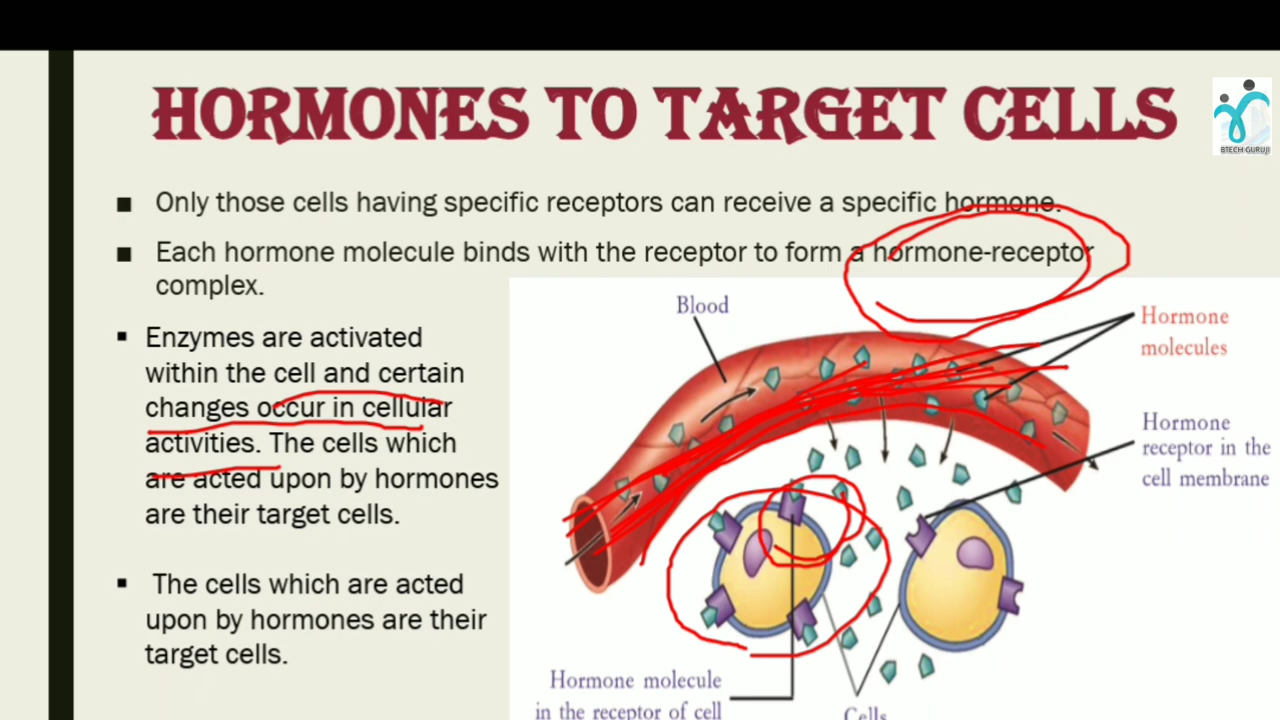 HORMONES TO TARGET CELLS
BTECH GURUJI
■ Only those cells having specific receptors can receive a specific hormone.
■ Each hormone molecule binds with the receptor to form a hormone-receptor
complex.
▪ Enzymes are activated
within the cell and certain
changes occur in cellular
activities. The cells which
are acted upon by hormones
are their target cells.
▪ The cells which are acted
upon by hormones are their
target cells.
Blood
Hormone
molecules
Hormone
receptor in the
cell membrane
Hormone molecule
in the receptor of cell
Cells